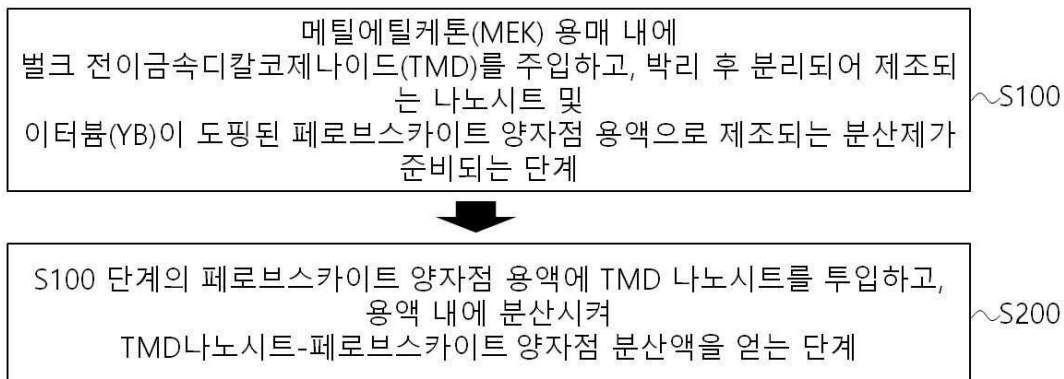 메틸에틸케톤(MEK) 용매 내에
벌크 전이금속디칼코제나이드(TMD)를 주입하고, 박리 후 분리되어 제조되
는 나노시트 및
이터븀(YB)이 도핑된 페로브스카이트 양자점 용액으로 제조되는 분산제가
준비되는 단계
S100
S100 단계의 페로브스카이트 양자점 용액에 TMD 나노시트를 투입하고,
용액 내에 분산시켜
TMD나노시트-페로브스카이트 양자점 분산액을 얻는 단계
S200